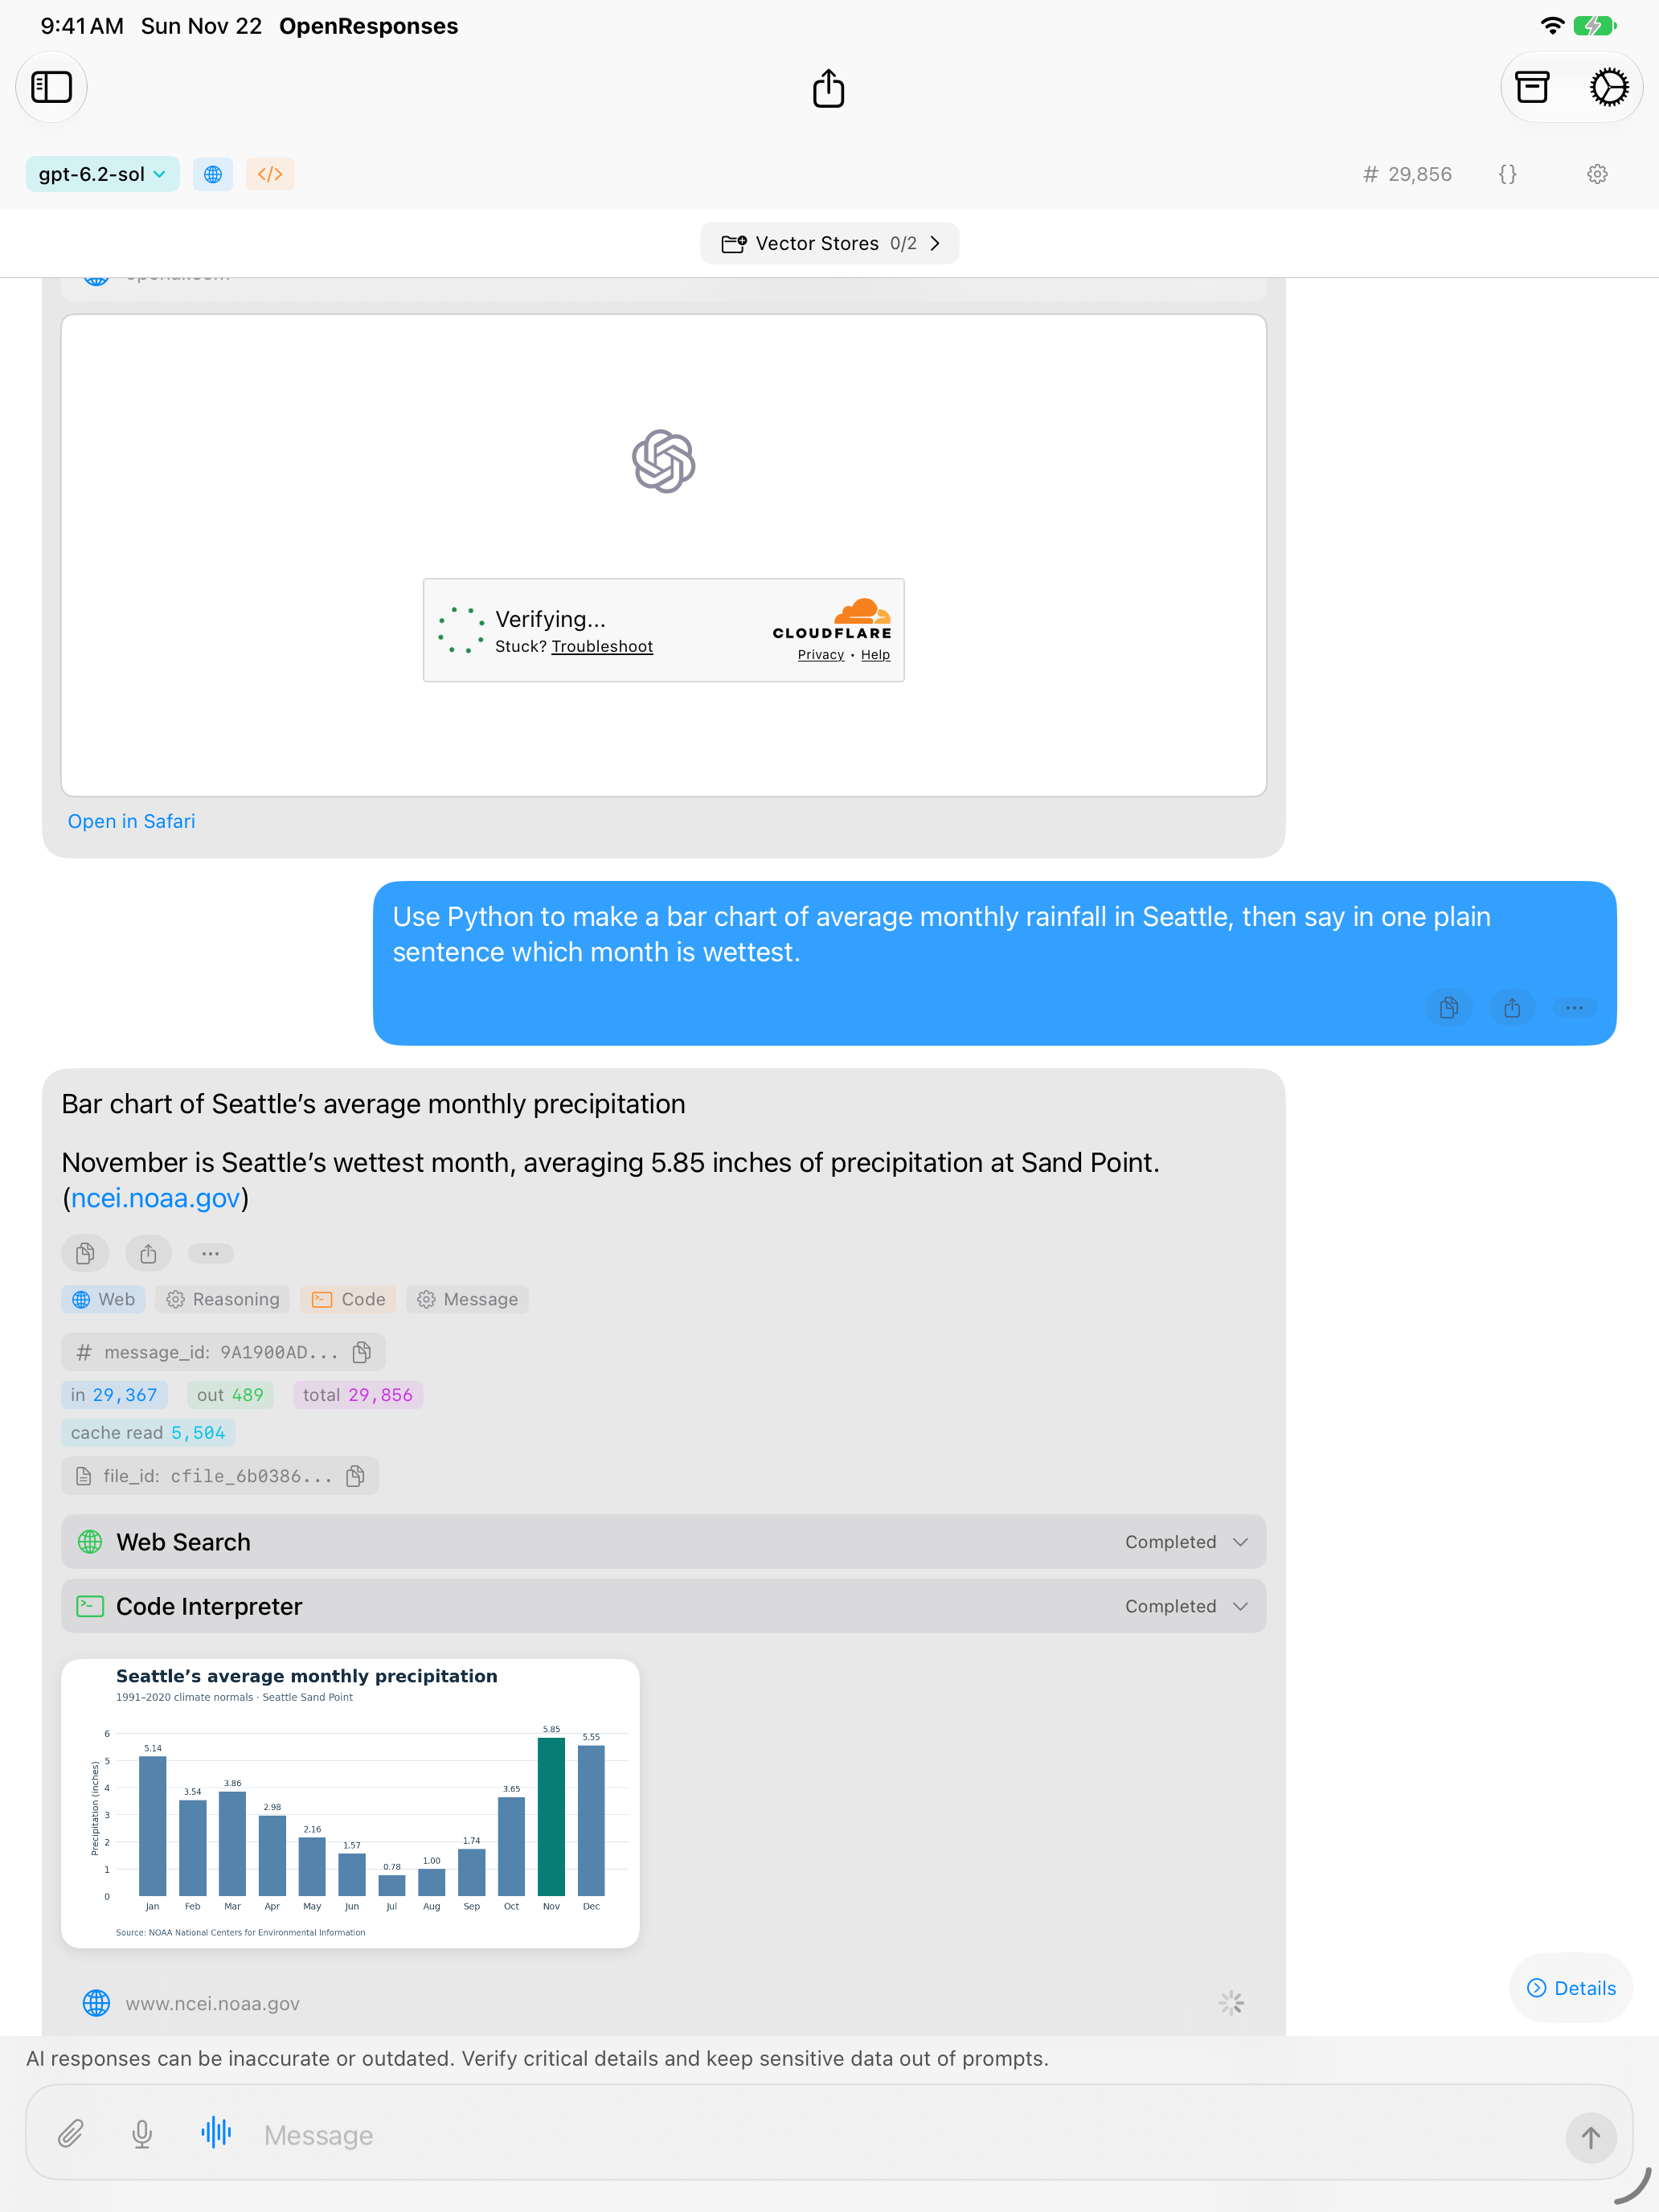 9:41 AM Sun Nov 22 OpenResponses
gpt-6.2-sol </> # 29,856 {}
Vector Stores 0/2
Verifying...
Stuck? Troubleshoot
CLOUDFLARE
Privacy • Help
Open in Safari
Use Python to make a bar chart of average monthly rainfall in Seattle, then say in one plain
sentence which month is wettest.
Bar chart of Seattle’s average monthly precipitation
November is Seattle’s wettest month, averaging 5.85 inches of precipitation at Sand Point.
(ncei.noaa.gov)
Web Reasoning Code Message
# message_id: 9A1900AD...
in 29,367 out 489 total 29,856
cache read 5,504
file_id: cfile_6b0386...
Web Search Completed
Code Interpreter Completed
Seattle’s average monthly precipitation
1991–2020 climate normals · Seattle Sand Point
Precipitation (inches)
6
5
4
3
2
1
0
5.14 3.54 3.86 2.98 2.16 1.57 0.78 1.00 1.74 3.65 5.85 5.55
Jan Feb Mar Apr May Jun Jul Aug Sep Oct Nov Dec
Source: NOAA National Centers for Environmental Information
www.ncei.noaa.gov
Details
AI responses can be inaccurate or outdated. Verify critical details and keep sensitive data out of prompts.
Message